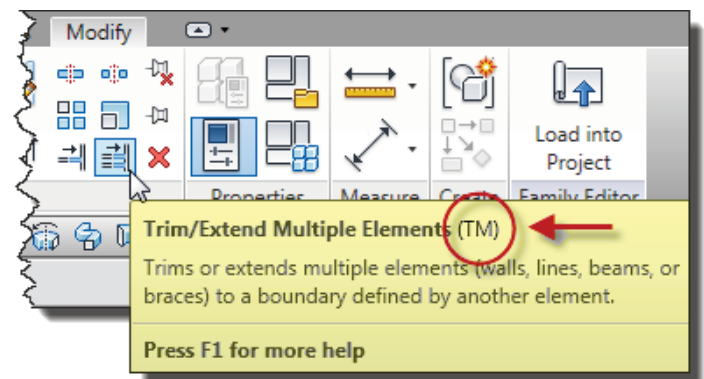 Modify
Load into
Project
Properties Measure Create Family Editor
Trim/Extend Multiple Elements (TM)
Trims or extends multiple elements (walls, lines, beams, or
braces) to a boundary defined by another element.
Press F1 for more help